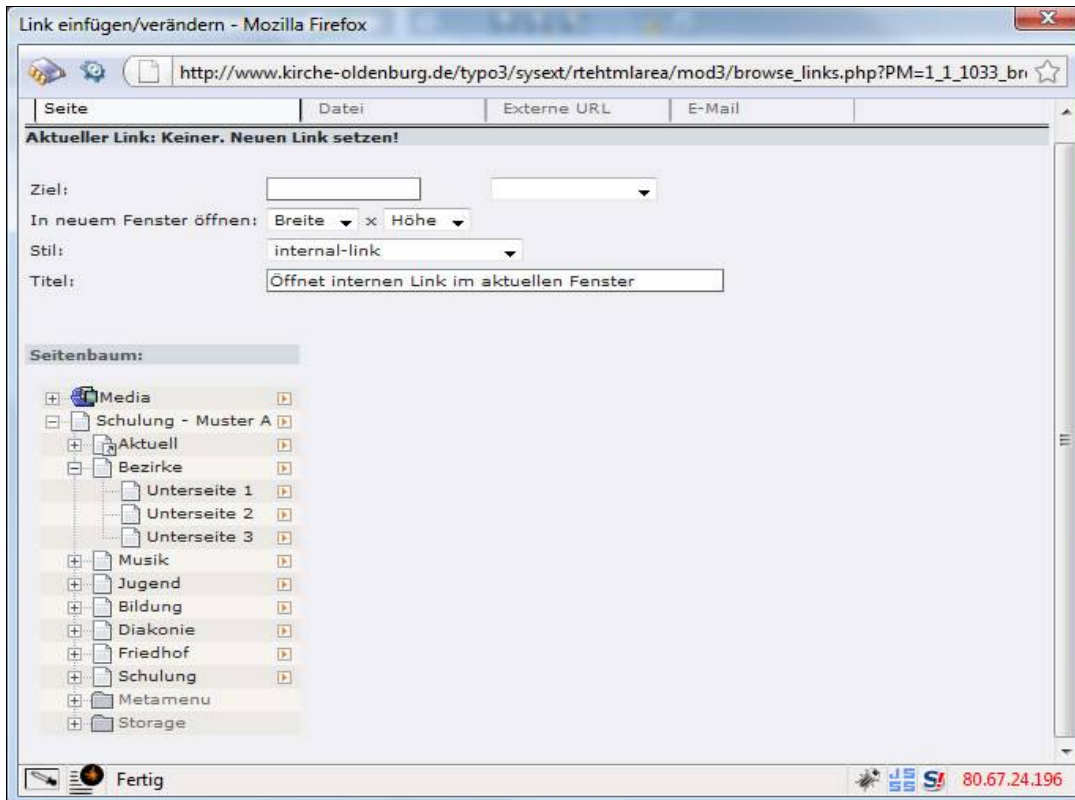 Link einfügen/verändern - Mozilla Firefox
http://www.kirche-oldenburg.de/typo3/sysext/rtehtmlarea/mod3/browse_links.php?PM=1_1_1033_br
Seite Datei Externe URL E-Mail
Aktueller Link: Keiner. Neuen Link setzen!
Ziel:
In neuem Fenster öffnen: Breite x Höhe
Stil: internal-link
Titel: Öffnet internen Link im aktuellen Fenster
Seitenbaum:
Media
Schulung - Muster A
Aktuell
Bezirke
Unterseite 1
Unterseite 2
Unterseite 3
Musik
Jugend
Bildung
Diakonie
Friedhof
Schulung
Metamenu
Storage
Fertig 80.67.24.196